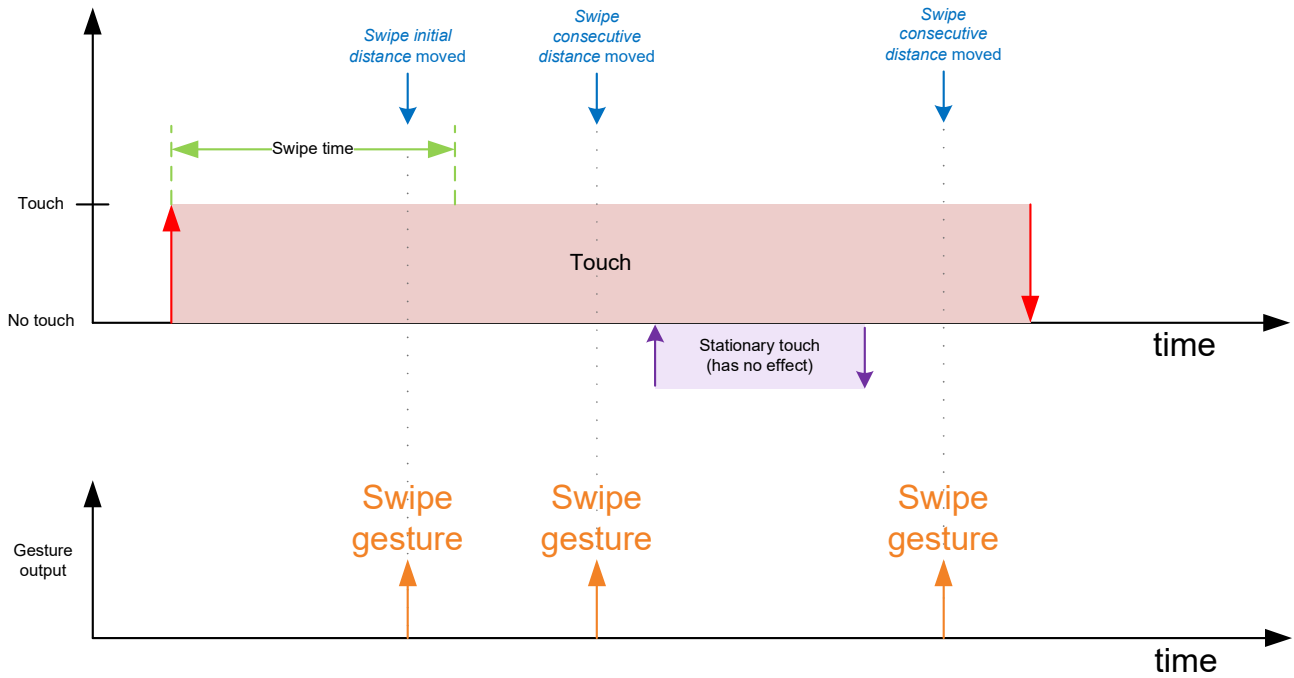 Swipe initial
distance moved
Swipe
consecutive
distance moved
Swipe
consecutive
distance moved
Swipe time
Touch
Touch
No touch
time
Stationary touch
(has no effect)
Swipe
gesture
Swipe
gesture
Swipe
gesture
Gesture
output
time